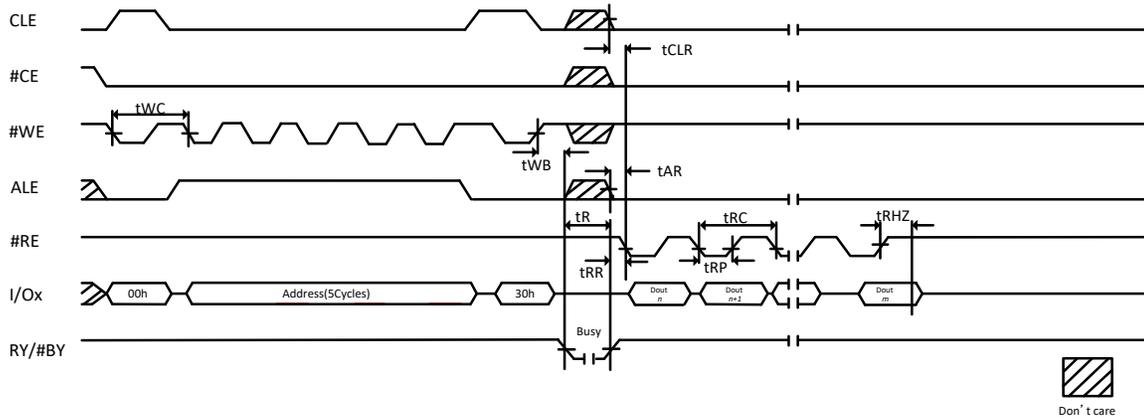 CLE
tCLR
#CE
tWC
#WE
tWB
tAR
ALE
tR
tRC
tRHZ
#RE
tRR
tRP
I/Ox
00h
Address(5Cycles)
30h
Dout
n
Dout
n+1
Dout
m
Busy
RY/#BY
Don't care